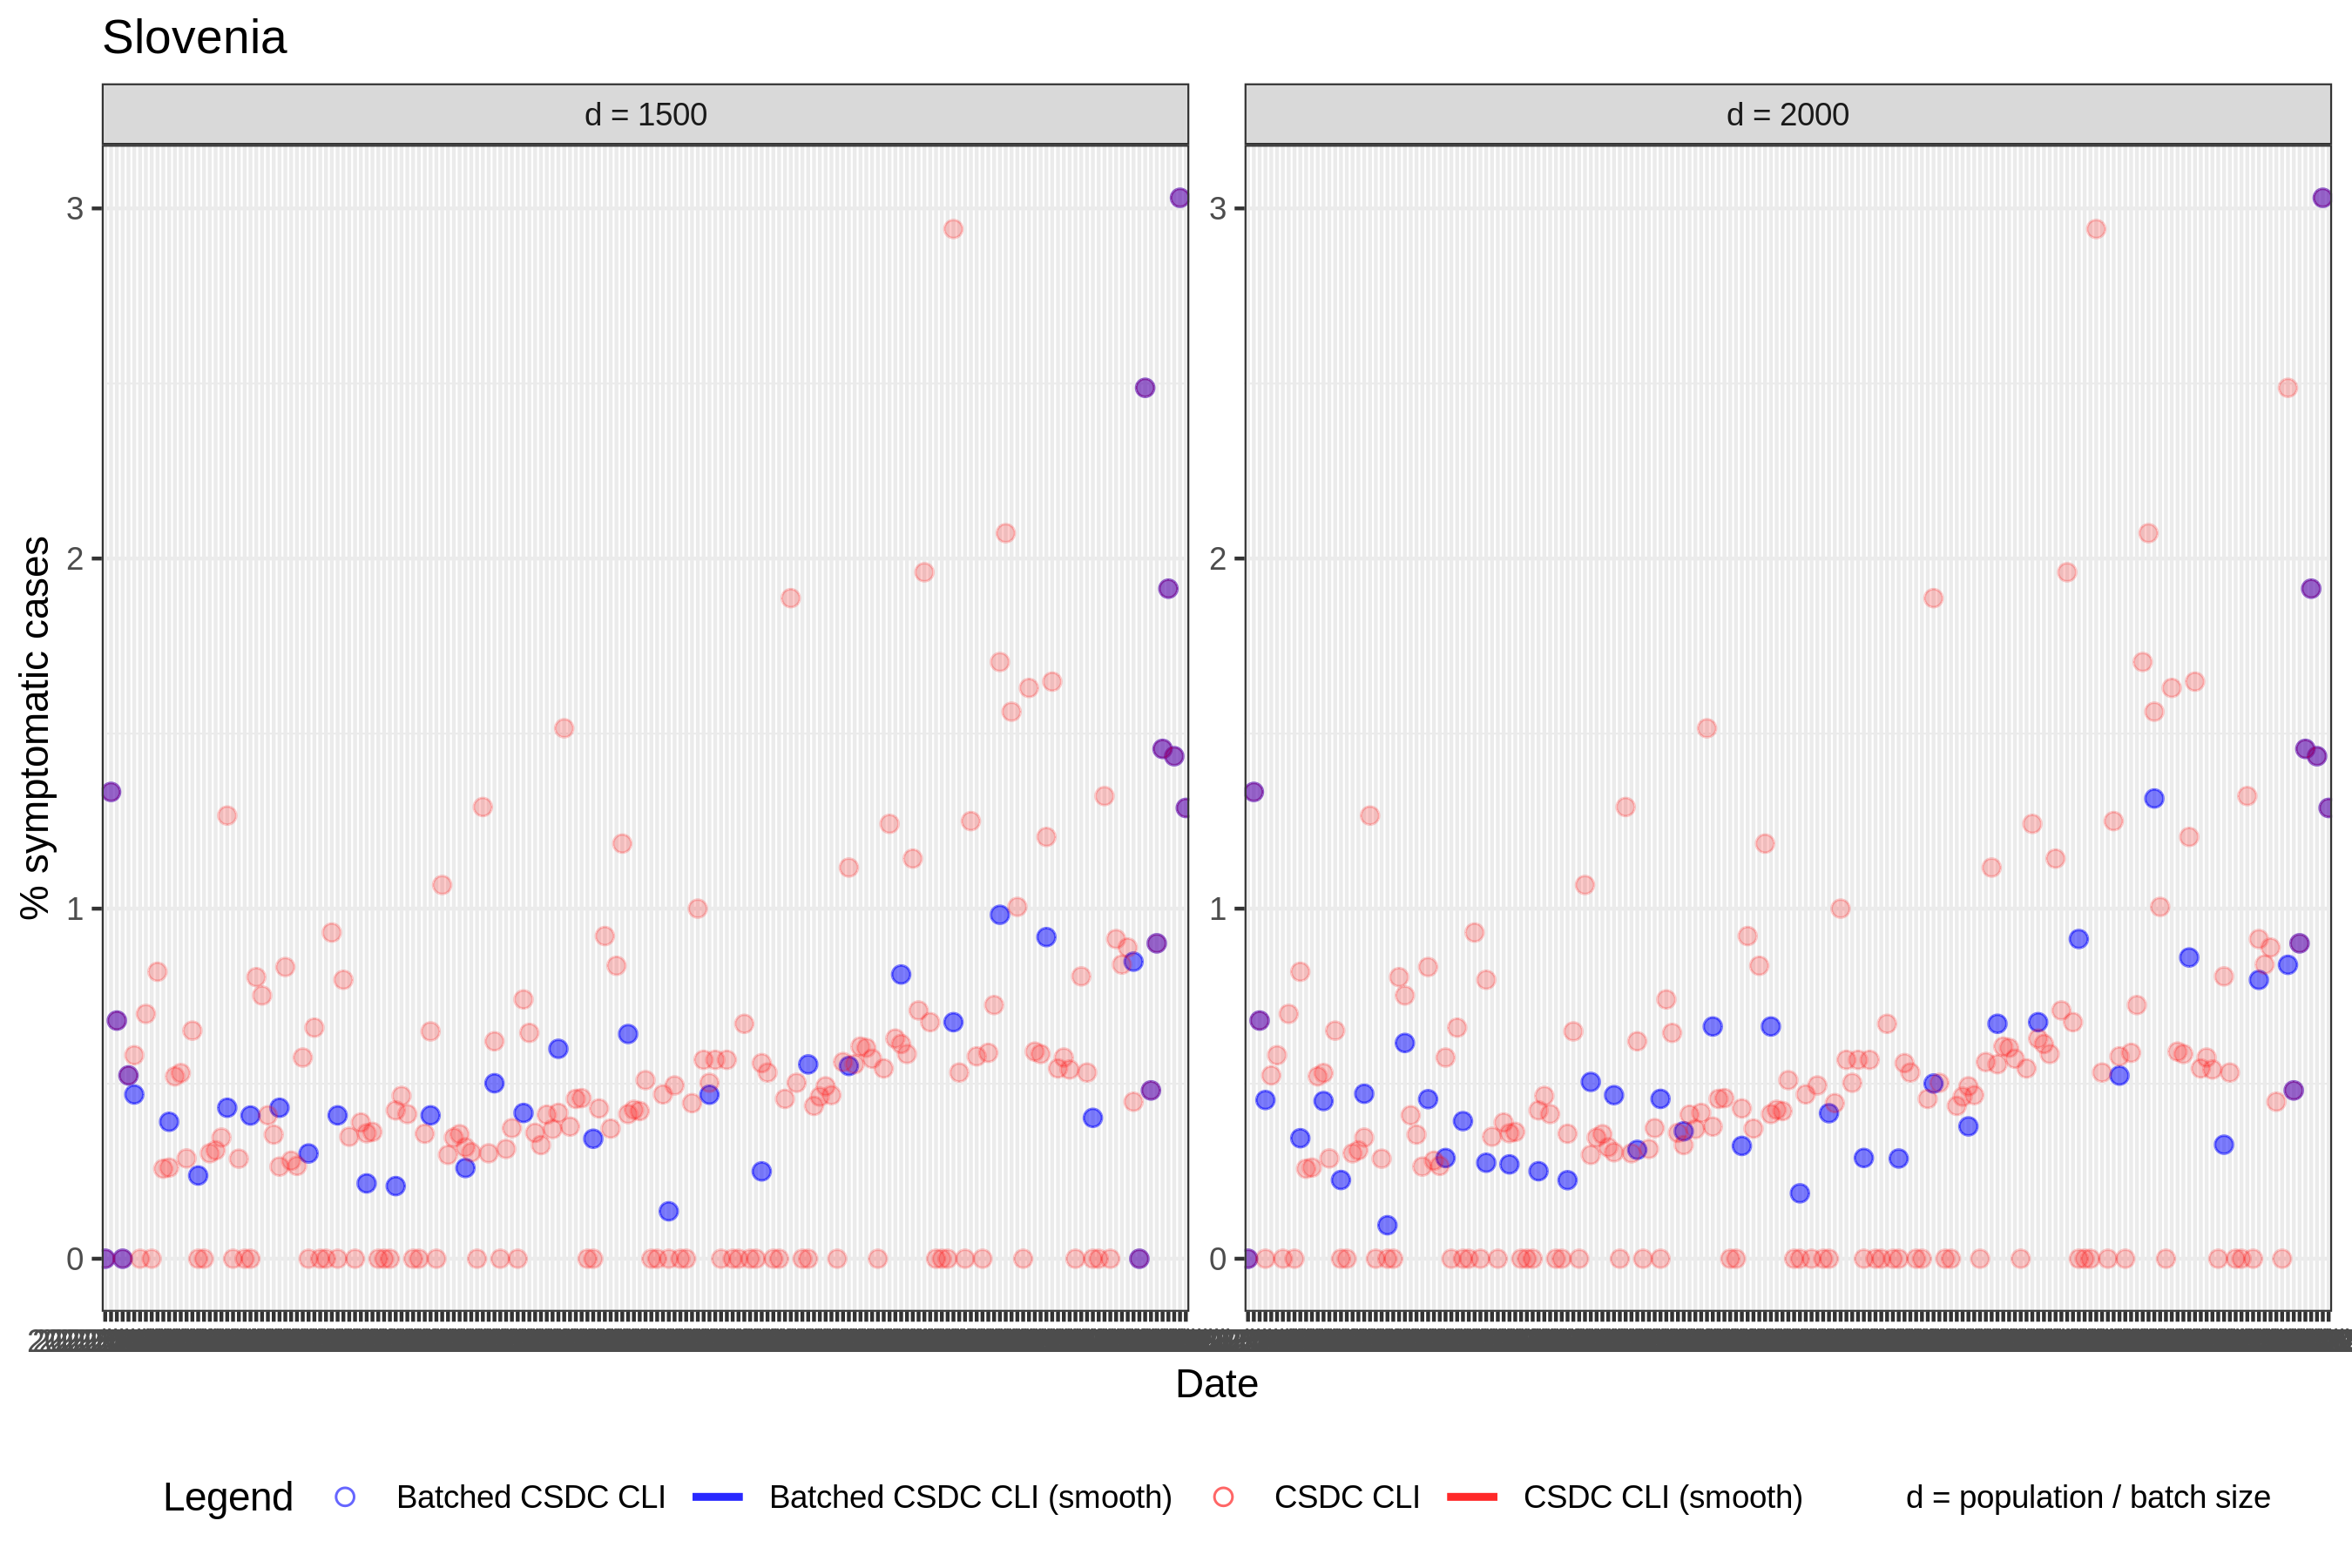 Slovenia
d = 1500
d = 2000
% symptomatic cases
3
2
1
0
3
2
1
0
Date
Legend
Batched CSDC CLI
Batched CSDC CLI (smooth)
CSDC CLI
CSDC CLI (smooth)
d = population / batch size